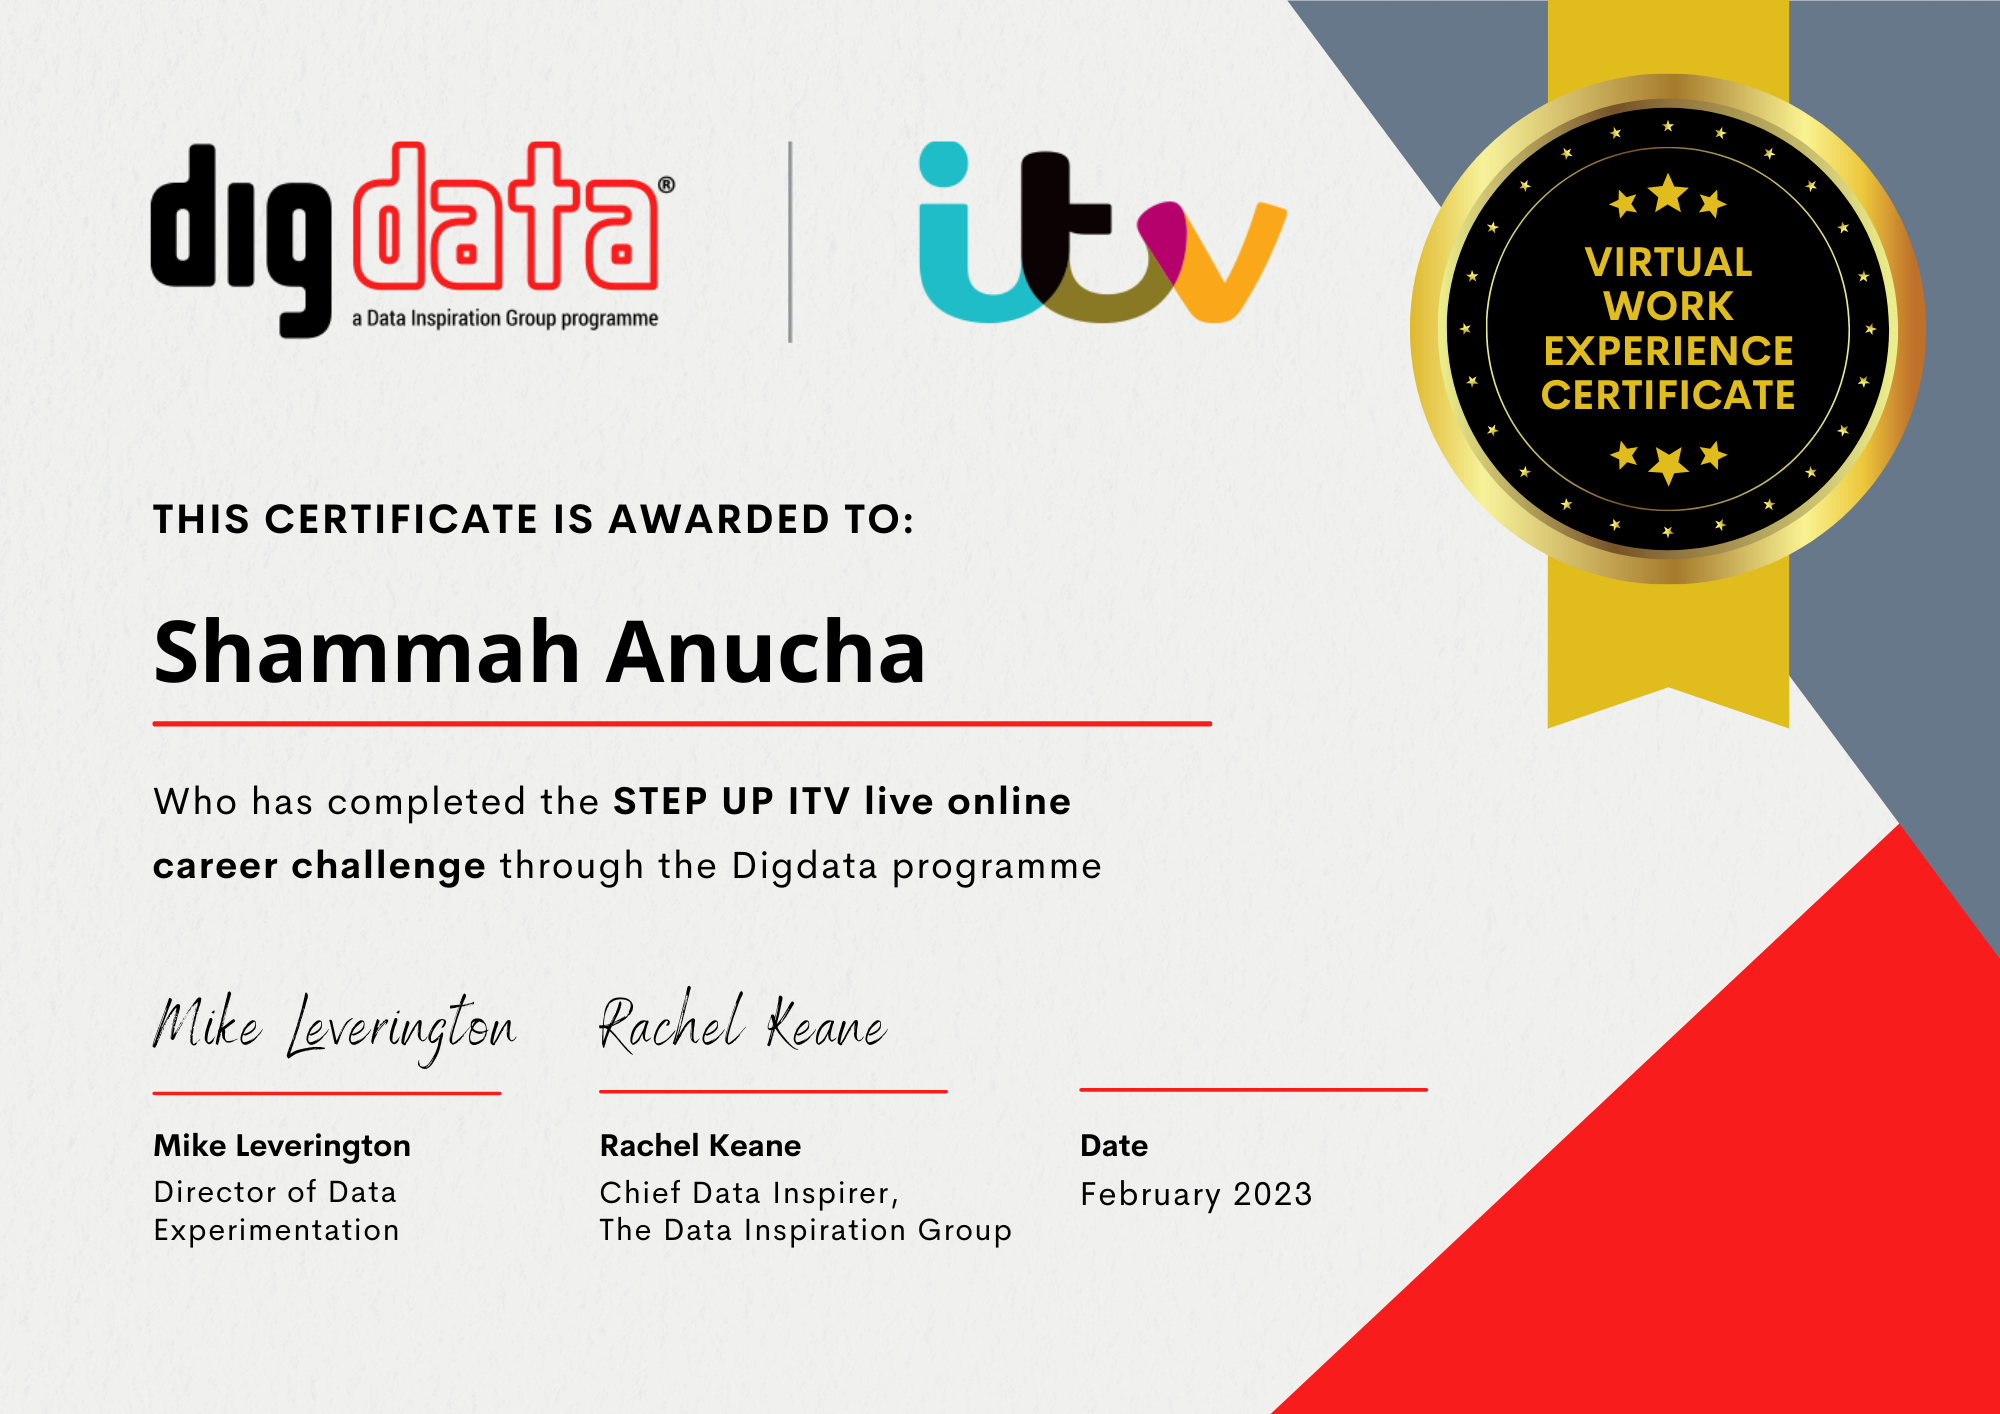 digdata®
a Data Inspiration Group programme
itv
VIRTUAL
WORK
EXPERIENCE
CERTIFICATE
THIS CERTIFICATE IS AWARDED TO:
Shammah Anucha
Who has completed the STEP UP ITV live online
career challenge through the Digdata programme
Mike Leverington
Rachel Keane
Mike Leverington
Director of Data
Experimentation
Rachel Keane
Chief Data Inspirer,
The Data Inspiration Group
Date
February 2023